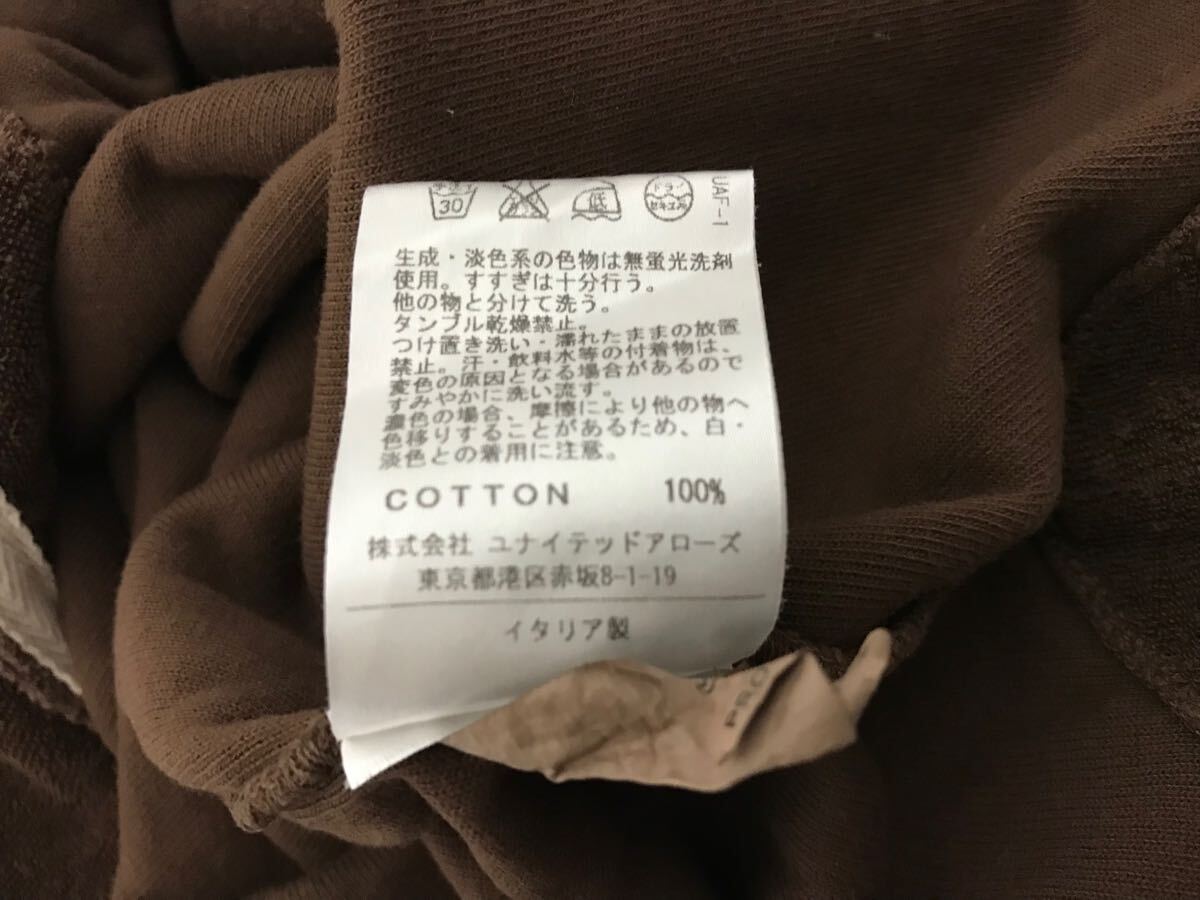 30 低 ドライ セキユ系
UAF-1
生成・淡色系の色物は無蛍光洗剤
使用。すすぎは十分行う。
他の物と分けて洗う。
タンブル乾燥禁止。
つけ置き洗い・濡れたままの放置
禁止。汗・飲料水等の付着物は、
変色の原因となる場合があるので
すみやかに洗い流す。
濃色の場合、摩擦により他の物へ
色移りすることがあるため、白・
淡色との着用に注意。
COTTON 100%
株式会社 ユナイテッドアローズ
東京都港区赤坂8-1-19
イタリア製